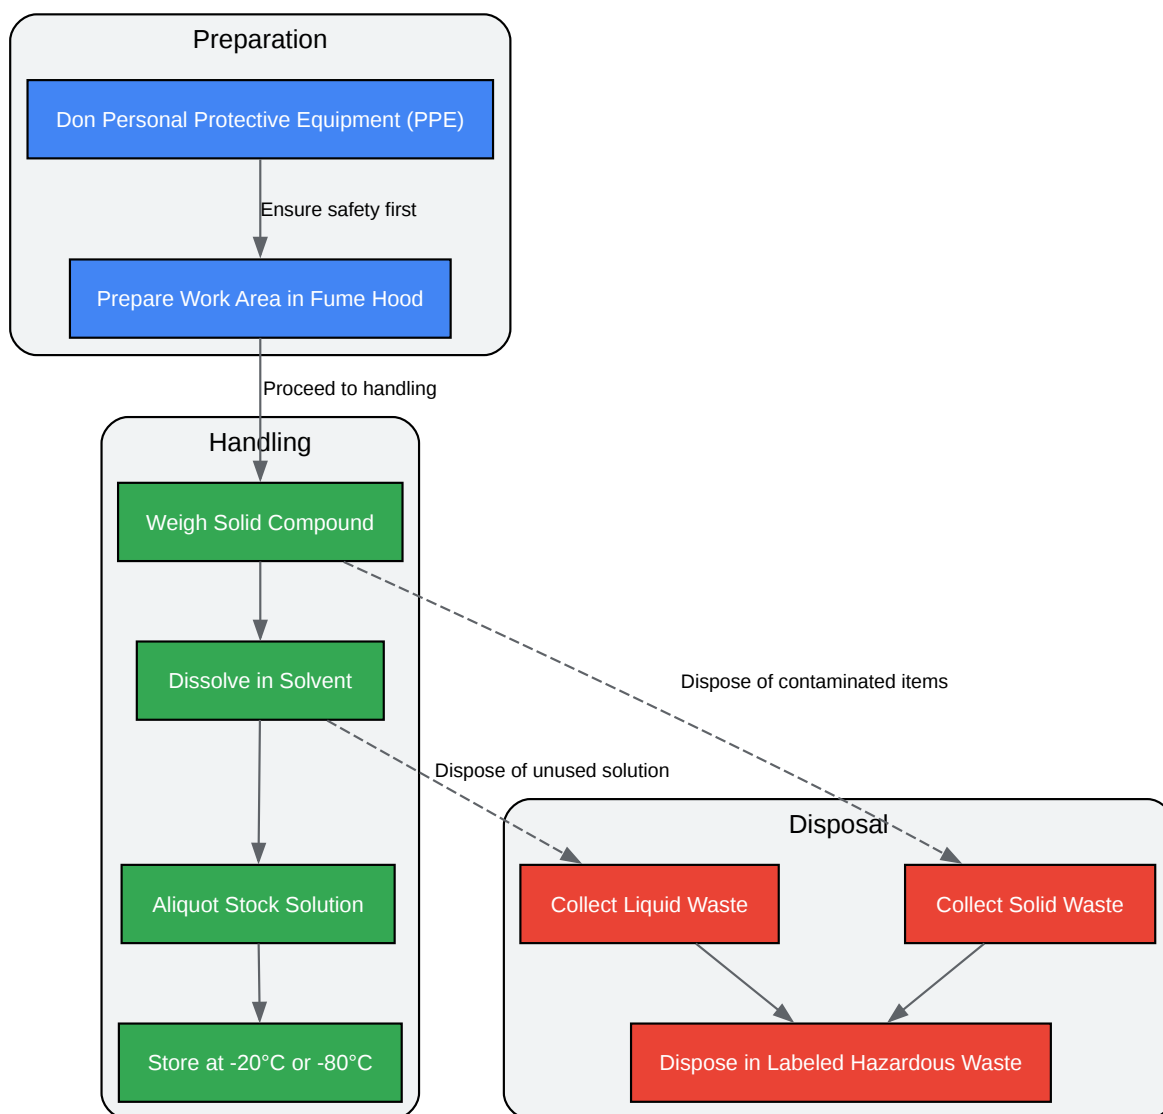 Preparation
Don Personal Protective Equipment (PPE)
Ensure safety first
Prepare Work Area in Fume Hood
Proceed to handling
Handling
Weigh Solid Compound
Dissolve in Solvent
Dispose of contaminated items
Dispose of unused solution
Disposal
Aliquot Stock Solution
Collect Liquid Waste
Collect Solid Waste
Store at -20°C or -80°C
Dispose in Labeled Hazardous Waste